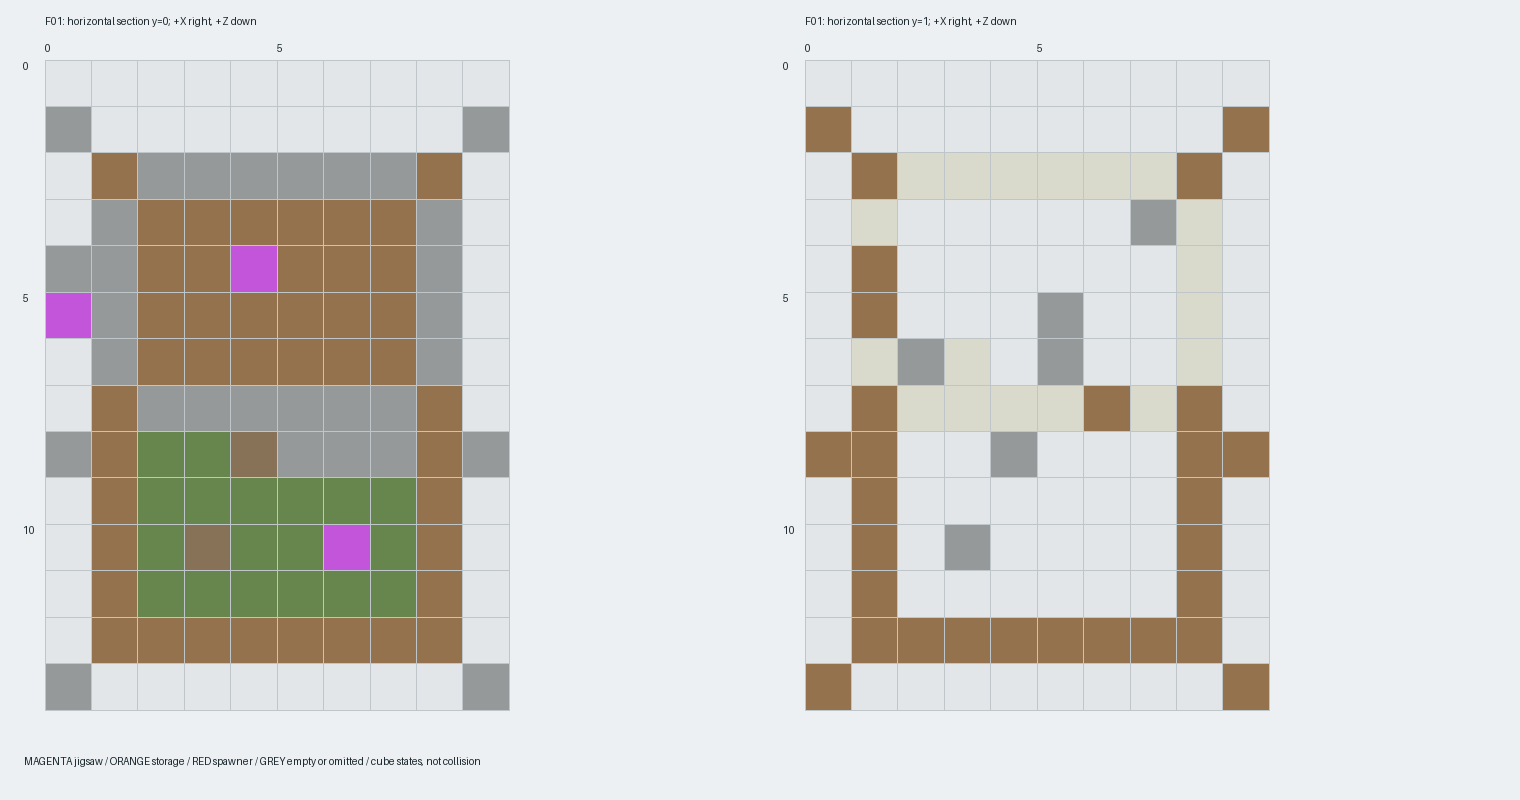 F01: horizontal section y=0; +X right, +Z down
F01: horizontal section y=1; +X right, +Z down
0 5
0 5
0
0
5
5
10
10
MAGENTA jigsaw / ORANGE storage / RED spawner / GREY empty or omitted / cube states, not collision